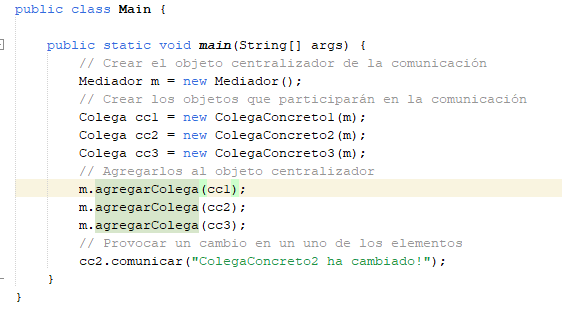 public class Main {
public static void main(String[] args) {
// Crear el objeto centralizador de la comunicación
Mediador m = new Mediador();
// Crear los objetos que participarán en la comunicación
Colega cc1 = new ColegaConcreto1(m);
Colega cc2 = new ColegaConcreto2(m);
Colega cc3 = new ColegaConcreto3(m);
// Agregarlos al objeto centralizador
m.agregarColega(cc1);
m.agregarColega(cc2);
m.agregarColega(cc3);
// Provocar un cambio en un uno de los elementos
cc2.comunicar("ColegaConcreto2 ha cambiado!");
}
}